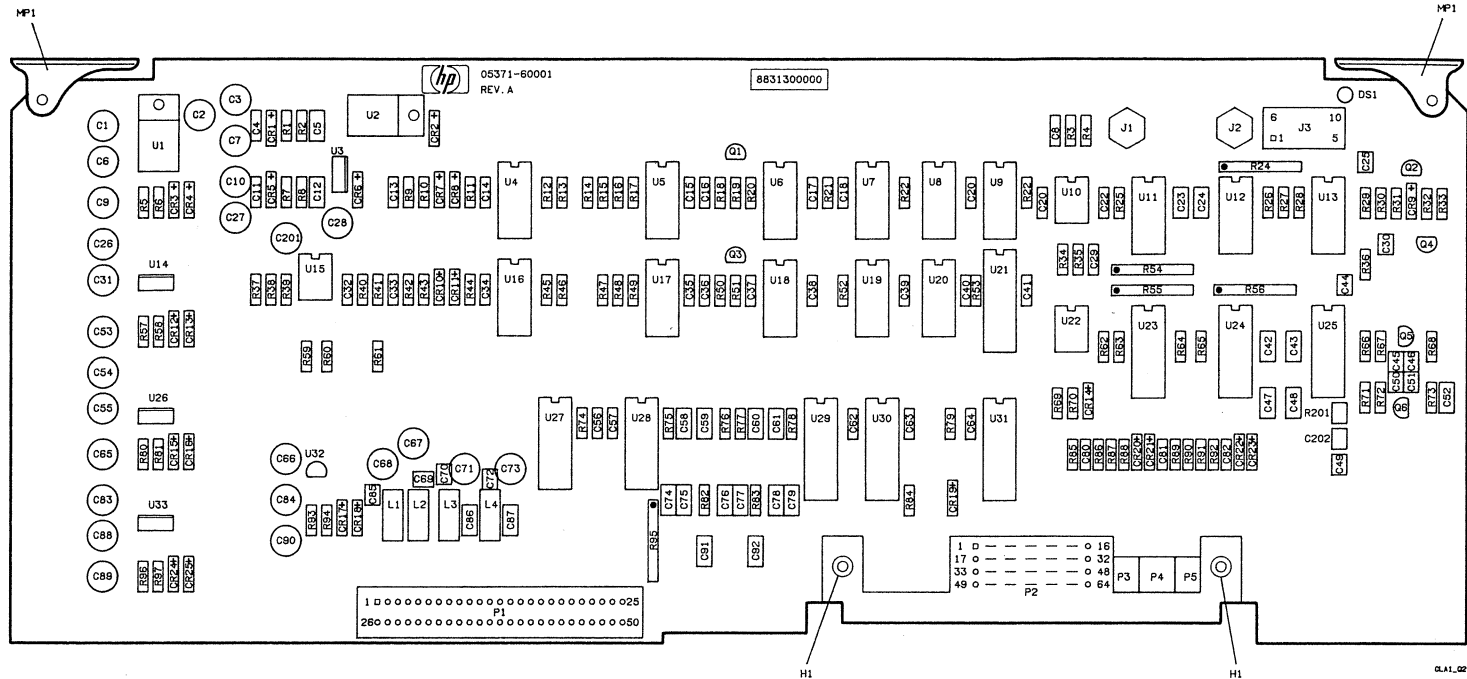 MP1 MP1
hp 05371-60001
REV. A
8831300000
DS1
C1 C2 C3 U1 C4 CR1+ R1 R2 C5 U2 CR2+ C8 R3 R4 J1 J2 6 10
J3
□1 5
C6 C7 U3 Q1 R24 C25 Q2
C9 R5 R6 CR3+ CR4+ C10 C11 CR5+ R7 R8 C12 CR6+ C13 R9 R10 CR7+ CR8+ R11 C14 U4 R12 R13 R14 R15 R16 R17 U5 C15 C16 R18 R19 R20 U6 C17 R21 C18 U7 R22 U8 C20 U9 R22 C20 U10 C22 R25 U11 C23 C24 U12 R26 R27 R28 U13 R29 R30 R31 CR9+ R32 R33
C27 C28 C201
C26 Q3 R34 R35 C29 C30 Q4 R36
C31 U14 U15 R54 C44
R37 R38 R39 C32 R40 R41 C33 R42 R43 CR10+ CR11+ R44 C34 U16 R45 R46 R47 R48 R49 U17 C35 C36 R50 R51 C37 U18 C38 R52 U19 C39 U20 C40 R53 U21 C41 R55 R56
C53 R57 R58 CR12+ CR13+ U22 R62 R63 U23 R64 R65 U24 C42 C43 U25 R66 R67 Q5 R68
R59 R60 R61 C45 C46
C54 C50 C51
C55 U26 U27 R74 C56 C57 U28 R75 C58 C59 R76 R77 C60 C61 R78 U29 C62 U30 C63 R79 C64 U31 R69 R70 CR14+ C47 C48 R71 R72 Q6 R73 C52
R201
C65 R80 R81 CR15+ CR16+ C66 U32 C67 C68 C69 C70 C71 C72 C73 R85 C80 R86 R87 R88 CR20+ CR21+ C81 R89 R90 R91 R92 C82 CR22+ CR23+ C202
C49
C83 U33 C84 C85 L1 L2 L3 C86 L4 C87 C74 C75 R82 C76 C77 R83 C78 C79 R84 CR19+
R93 R94 CR17+ CR18+
C88 C90 R95 C91 C92 1 16
17 32
C89 R96 R97 CR24+ CR25+ 33 48 P3 P4 P5
49 64
P2
1 25
P1
26 50
H1 H1